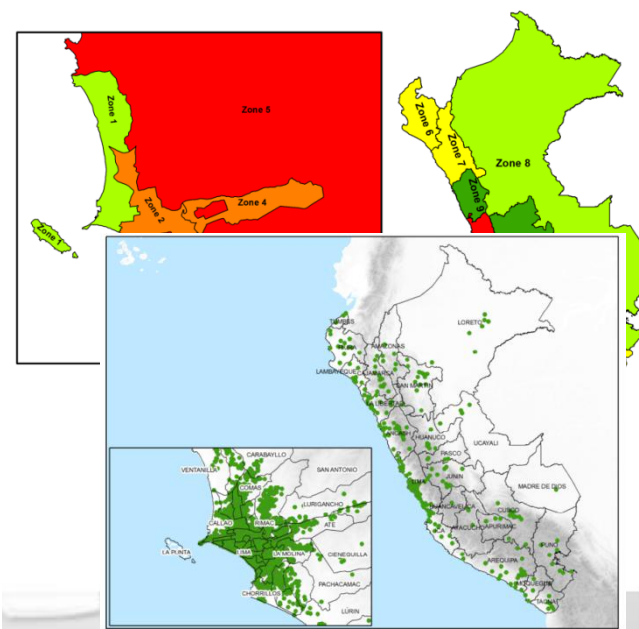 Zone 1
Zone 5
Zone 6
Zone 7
Zone 8
Zone 2
Zone 4
Zone 9
Zone 1
TUMBES
LORETO
AMAZONAS
LAMBAYEQUE
CAJAMARCA
SAN MARTIN
LA LIBERTAD
ANCASH
HUANUCO
UCAYALI
PASCO
JUNIN
LIMA
MADRE DE DIOS
HUANCAVELICA
CUSCO
AYACUCHO
APURIMAC
AREQUIPA
MOQUEGUA
TACNA
CARABAYLLO
VENTANILLA
SAN ANTONIO
COMAS
LURIGANCHO
CALLAO
RIMAC
ATE
LA PUNTA
LIMA
LA MOLINA
CIENEGUILLA
PACHACAMAC
CHORRILLOS
LURIN